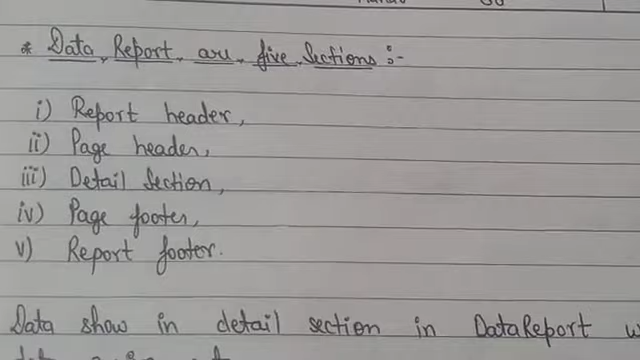 * Data Report are five Sections :-
i) Report header,
ii) Page header,
iii) Detail Section,
iv) Page footer,
v) Report footer.
Data show in detail section in DataReport